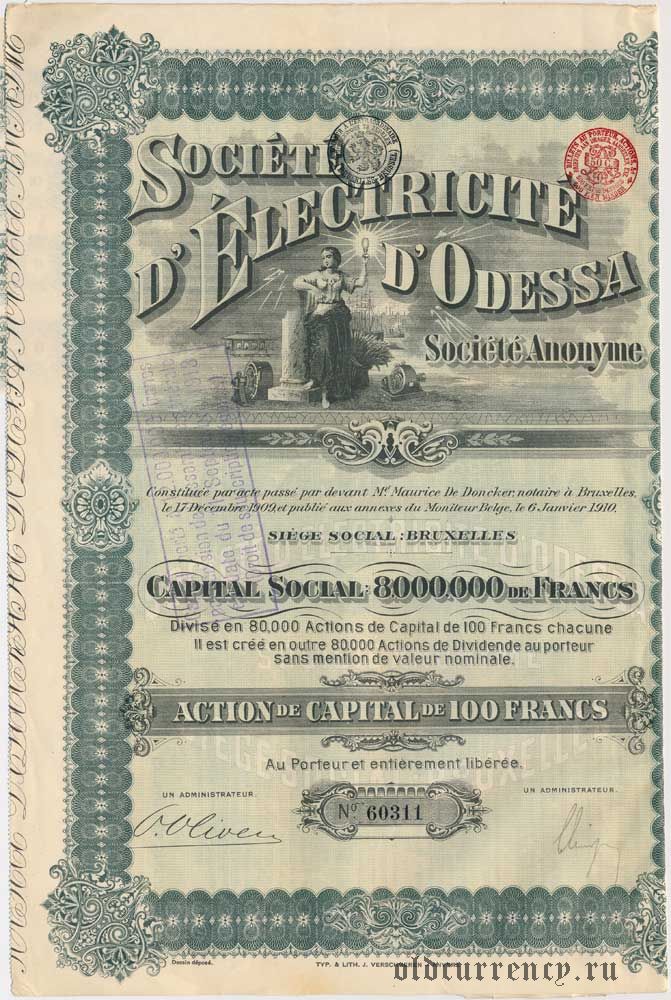 SOCIÉTÉ
D'ÉLECTRICITÉ
D'ODESSA
Société Anonyme
Constituée par acte passé par devant Me Maurice De Doncker, notaire à Bruxelles,
le 17 Décembre 1909, et publié aux annexes du Moniteur Belge, le 6 Janvier 1910.
SIÈGE SOCIAL: BRUXELLES
CAPITAL SOCIAL: 8.000.000 DE FRANCS
Divisé en 80,000 Actions de Capital de 100 Francs chacune
Il est créé en outre 80.000 Actions de Dividende au porteur
sans mention de valeur nominale.
ACTION DE CAPITAL DE 100 FRANCS
Au Porteur et entièrement libérée.
UN ADMINISTRATEUR. UN ADMINISTRATEUR.
No 60311
O. Oliven
Dessin déposé. TYP. & LITH. J. VERSCHUEREN
oldcurrency.ru